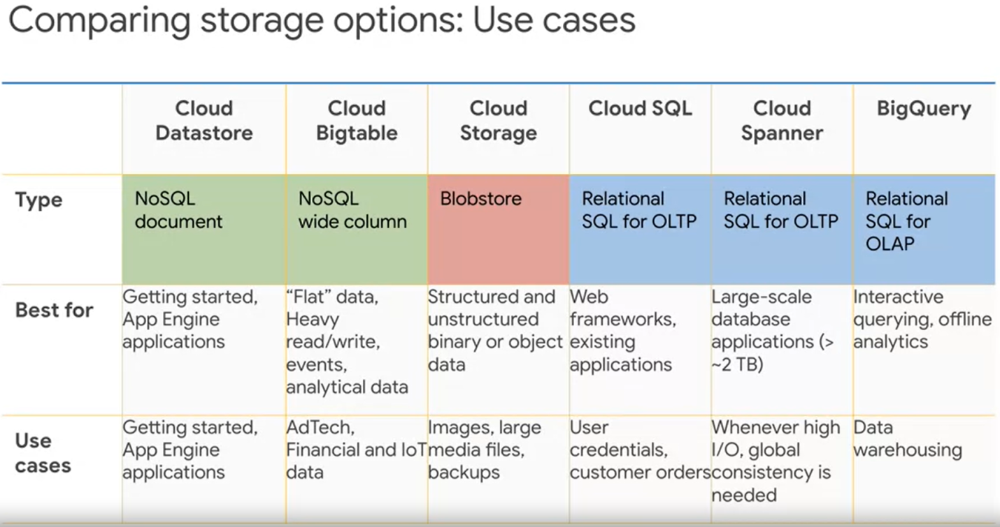 Comparing storage options: Use cases
Cloud
Datastore
Cloud
Bigtable
Cloud
Storage
Cloud SQL
Cloud
Spanner
BigQuery
Type
NoSQL
document
NoSQL
wide column
Blobstore
Relational
SQL for OLTP
Relational
SQL for OLTP
Relational
SQL for
OLAP
Best for
Getting started,
App Engine
applications
“Flat” data,
Heavy
read/write,
events,
analytical data
Structured and
unstructured
binary or object
data
Web
frameworks,
existing
applications
Large-scale
database
applications (>
~2 TB)
Interactive
querying, offline
analytics
Use
cases
Getting started,
App Engine
applications
AdTech,
Financial and IoT
data
Images, large
media files,
backups
User
credentials,
customer orders
Whenever high
I/O, global
consistency is
needed
Data
warehousing